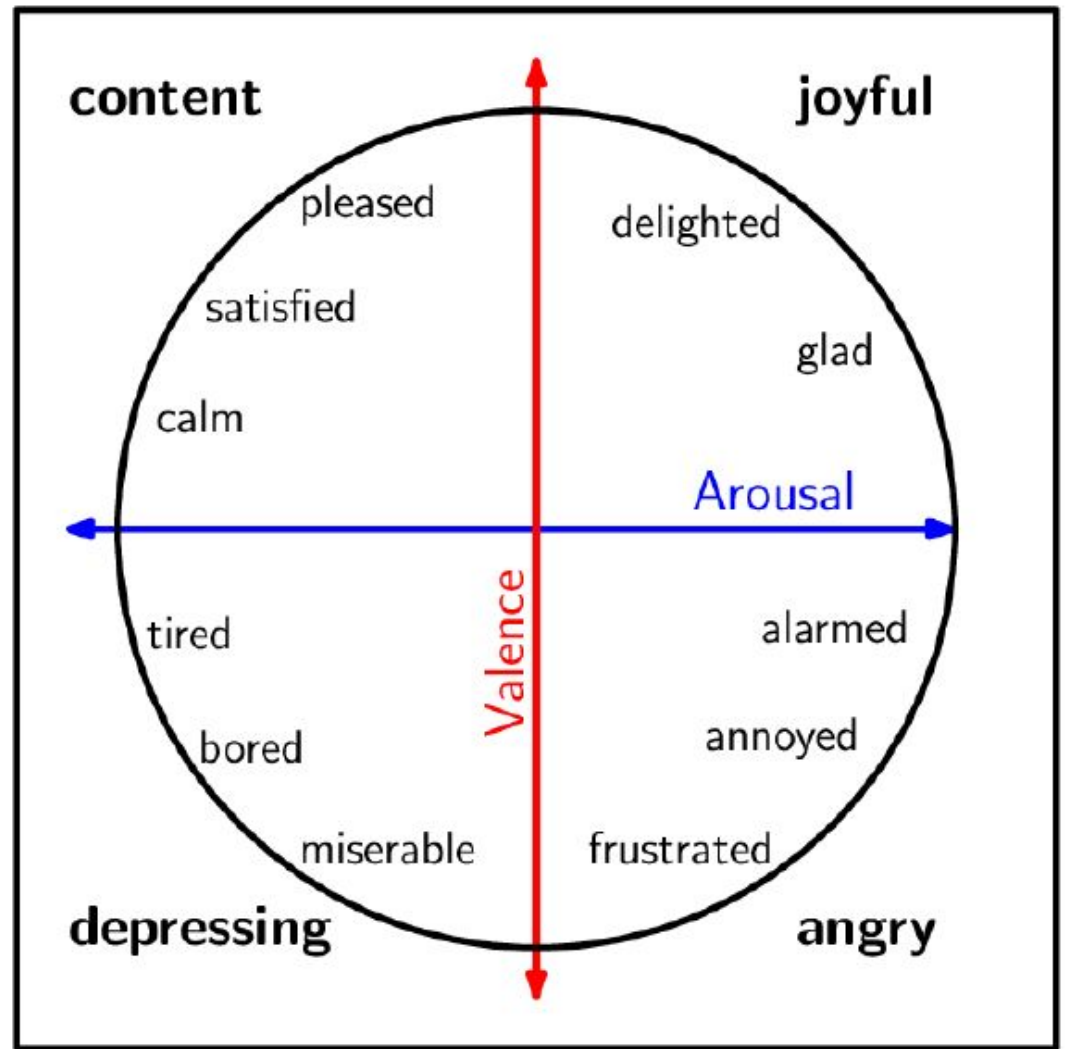 content
joyful
pleased
delighted
satisfied
glad
calm
Arousal
Valence
tired
alarmed
bored
annoyed
miserable
frustrated
depressing
angry